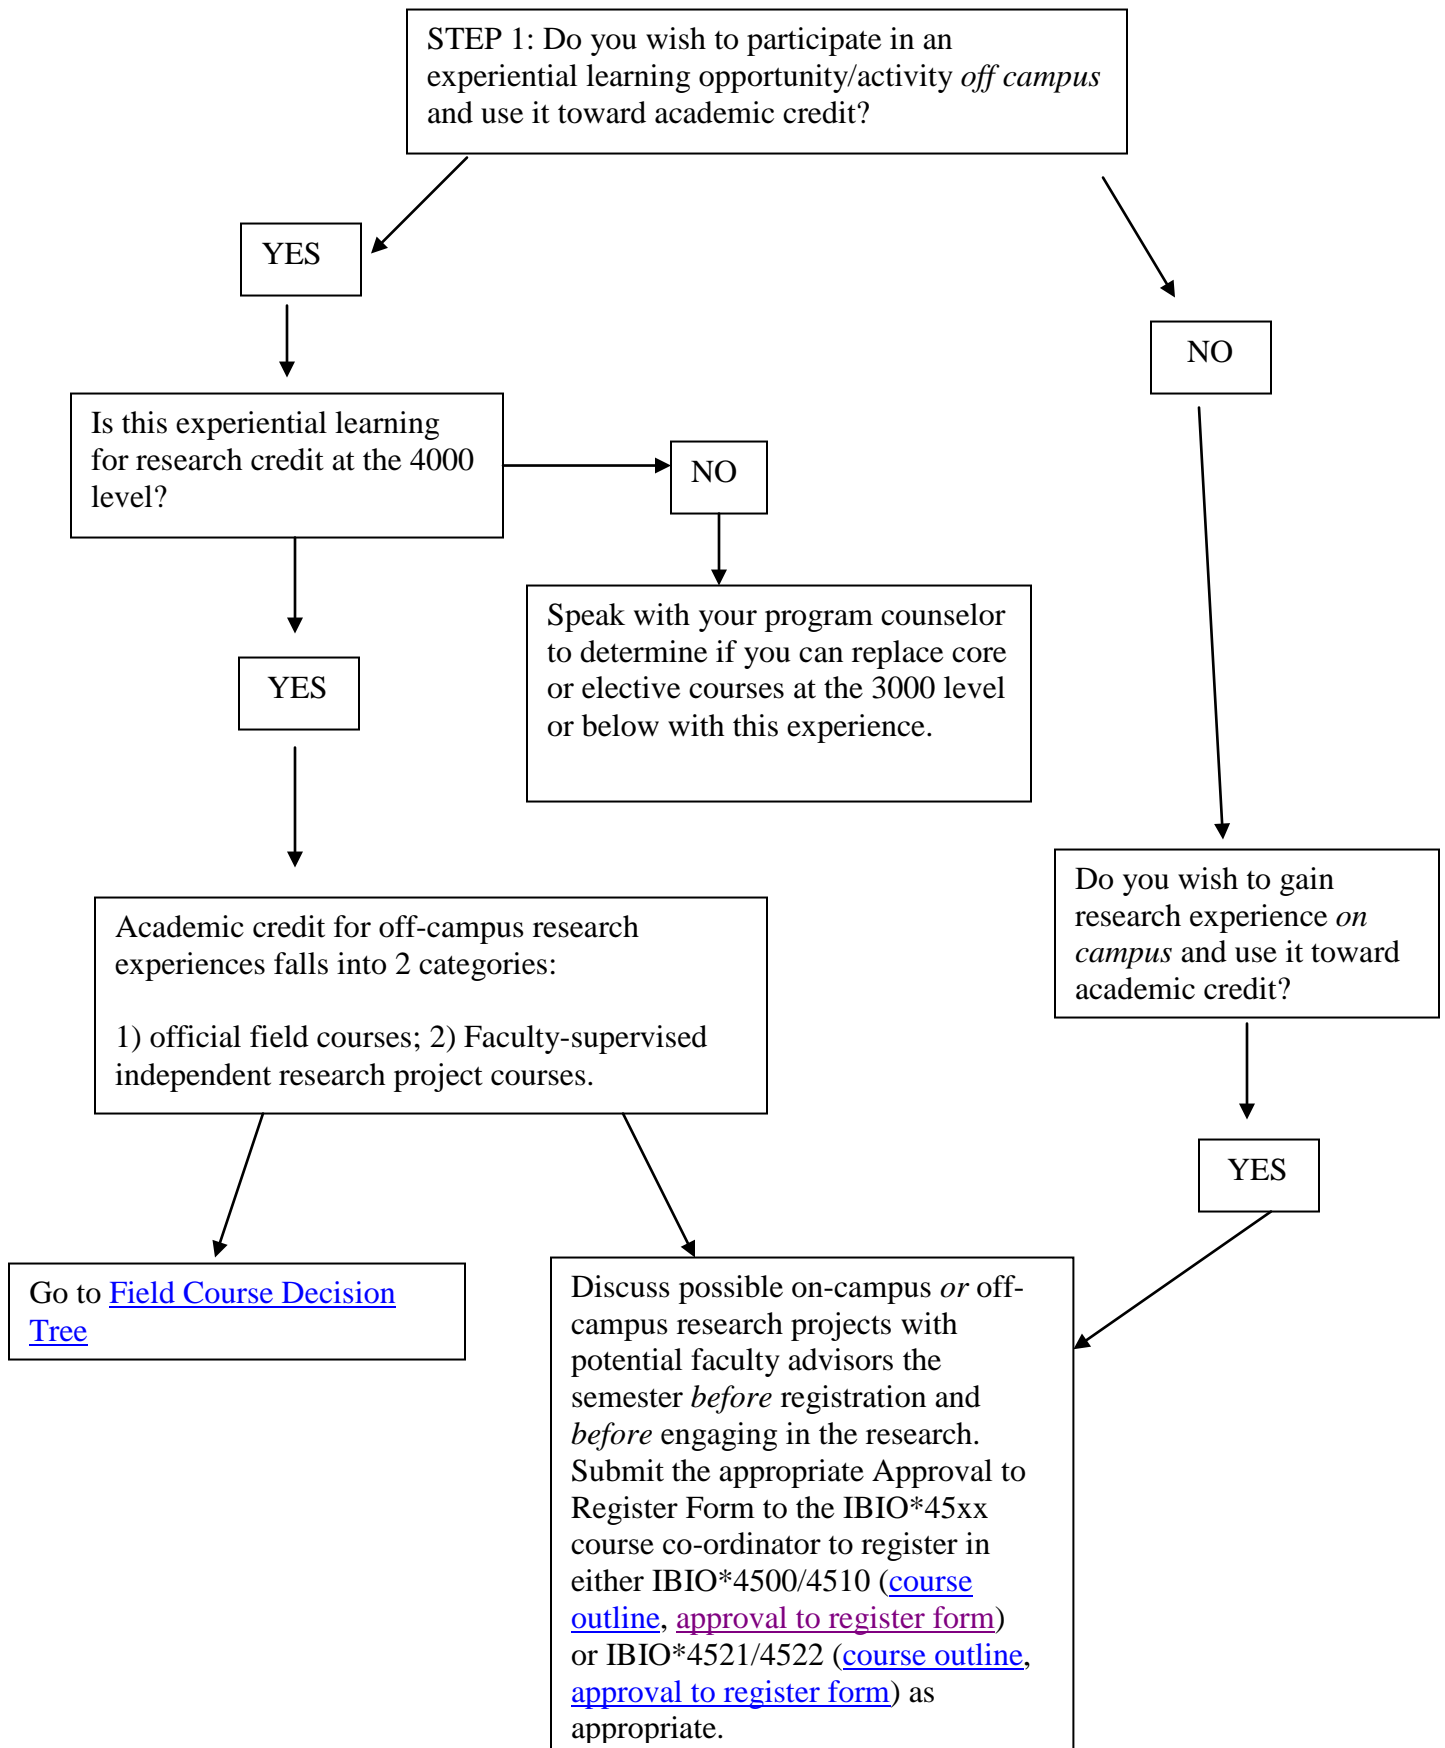 STEP 1: Do you wish to participate in an
experiential learning opportunity/activity off campus
and use it toward academic credit?
YES
NO
Is this experiential learning
for research credit at the 4000
level?
NO
Speak with your program counselor
to determine if you can replace core
or elective courses at the 3000 level
or below with this experience.
YES
Do you wish to gain
research experience on
campus and use it toward
academic credit?
Academic credit for off-campus research
experiences falls into 2 categories:
1) official field courses; 2) Faculty-supervised
independent research project courses.
YES
Go to Field Course Decision
Tree
Discuss possible on-campus or off-
campus research projects with
potential faculty advisors the
semester before registration and
before engaging in the research.
Submit the appropriate Approval to
Register Form to the IBIO*45xx
course co-ordinator to register in
either IBIO*4500/4510 (course
outline, approval to register form)
or IBIO*4521/4522 (course outline,
approval to register form) as
appropriate.